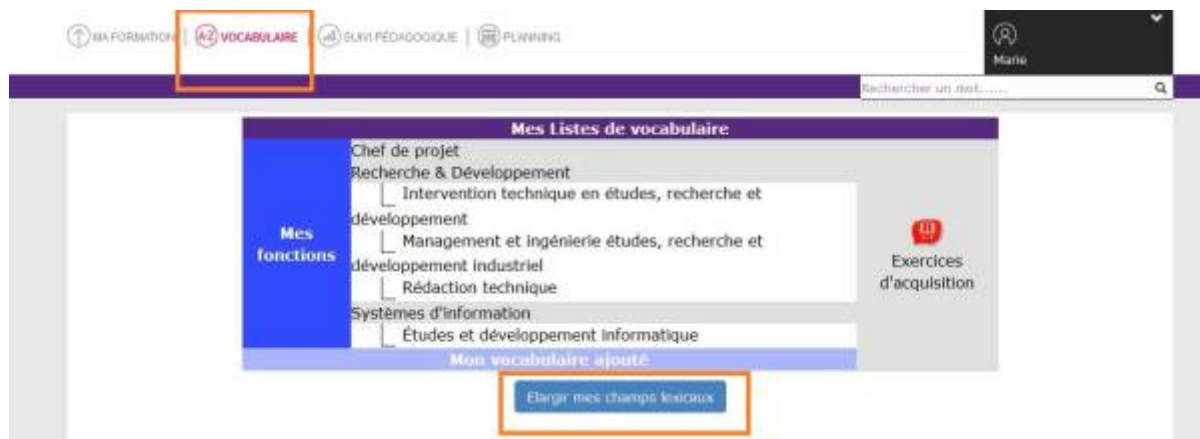 MA FORMATION | A-Z VOCABULAIRE | SUIVI PÉDAGOGIQUE | PLANNING
Marie
Rechercher un mot......
Mes Listes de vocabulaire
Mes fonctions
Chef de projet
Recherche & Développement
Intervention technique en études, recherche et
développement
Management et ingénierie études, recherche et
développement industriel
Rédaction technique
Systèmes d'information
Études et développement informatique
Exercices
d'acquisition
Mon vocabulaire ajouté
Elargir mes champs lexicaux